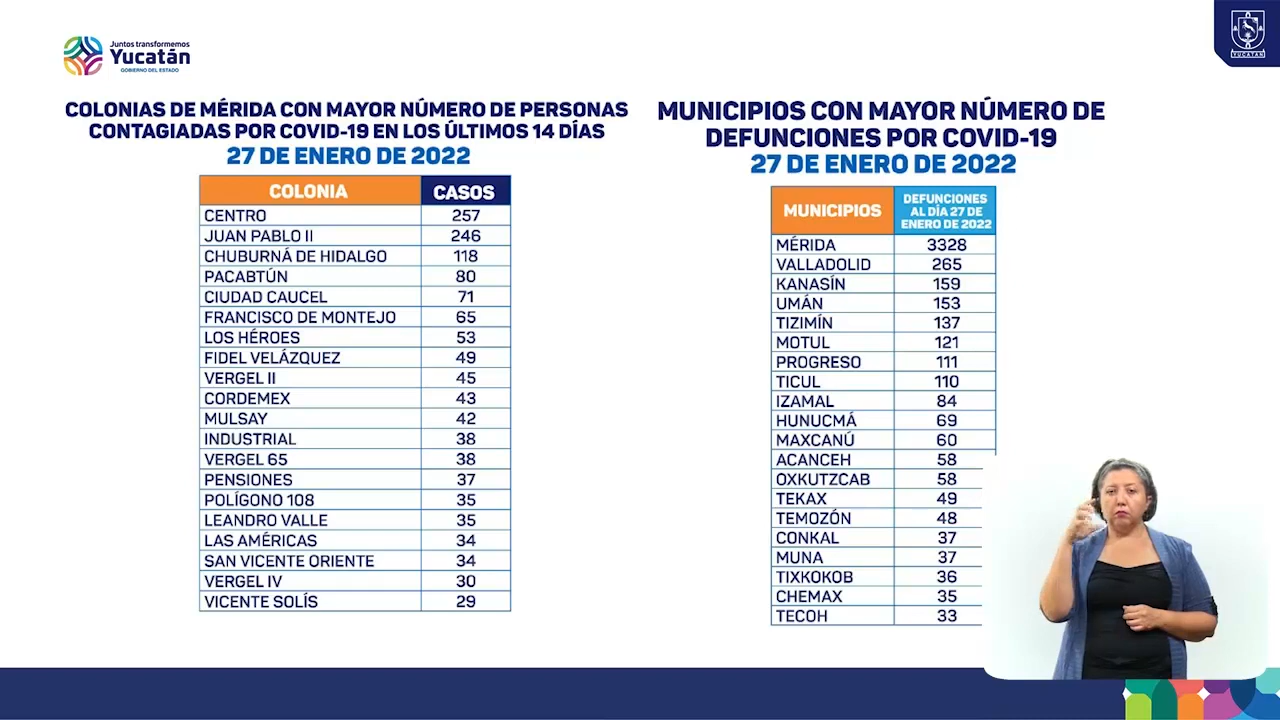 Juntos transformemos
Yucatán
GOBIERNO DEL ESTADO
YUCATÁN
COLONIAS DE MÉRIDA CON MAYOR NÚMERO DE PERSONAS
CONTAGIADAS POR COVID-19 EN LOS ÚLTIMOS 14 DÍAS
27 DE ENERO DE 2022
COLONIA CASOS
CENTRO 257
JUAN PABLO II 246
CHUBURNÁ DE HIDALGO 118
PACABTÚN 80
CIUDAD CAUCEL 71
FRANCISCO DE MONTEJO 65
LOS HÉROES 53
FIDEL VELÁZQUEZ 49
VERGEL II 45
CORDEMEX 43
MULSAY 42
INDUSTRIAL 38
VERGEL 65 38
PENSIONES 37
POLÍGONO 108 35
LEANDRO VALLE 35
LAS AMÉRICAS 34
SAN VICENTE ORIENTE 34
VERGEL IV 30
VICENTE SOLÍS 29
MUNICIPIOS CON MAYOR NÚMERO DE
DEFUNCIONES POR COVID-19
27 DE ENERO DE 2022
MUNICIPIOS DEFUNCIONES
AL DÍA 27 DE
ENERO DE 2022
MÉRIDA 3328
VALLADOLID 265
KANASÍN 159
UMÁN 153
TIZIMÍN 137
MOTUL 121
PROGRESO 111
TICUL 110
IZAMAL 84
HUNUCMÁ 69
MAXCANÚ 60
ACANCEH 58
OXKUTZCAB 58
TEKAX 49
TEMOZÓN 48
CONKAL 37
MUNA 37
TIXKOKOB 36
CHEMAX 35
TECOH 33